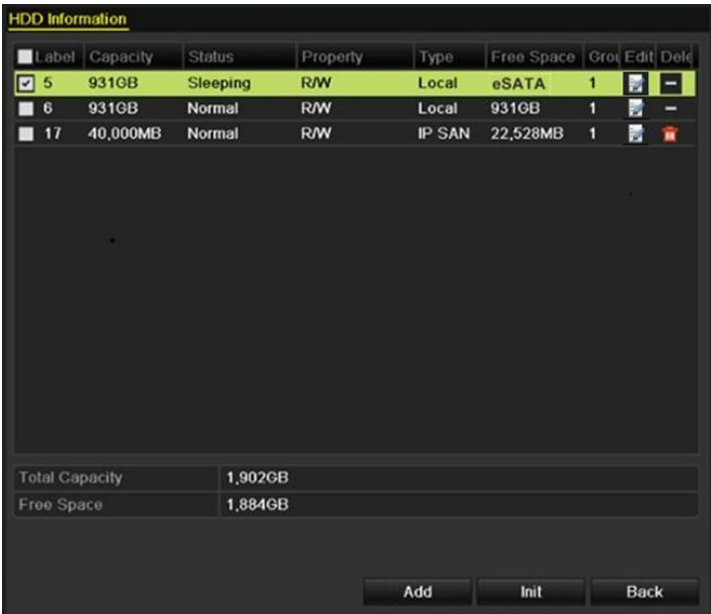 HDD Information
Label Capacity Status Property Type Free Space Grou Edit Dele
5 931GB Sleeping R/W Local eSATA 1
6 931GB Normal R/W Local 931GB 1
17 40,000MB Normal R/W IP SAN 22,528MB 1
Total Capacity 1,902GB
Free Space 1,884GB
Add Init Back